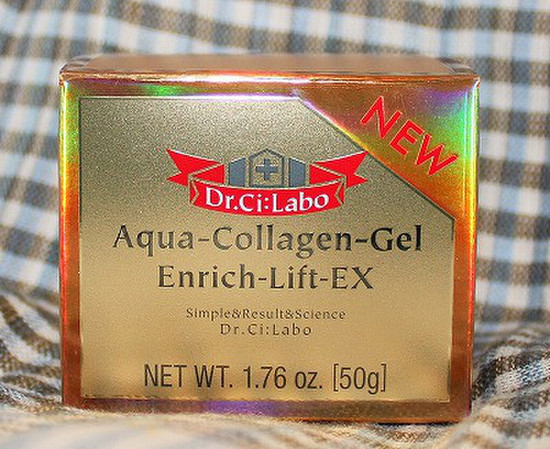 NEW
Dr.Ci:Labo
Aqua-Collagen-Gel
Enrich-Lift-EX
Simple&Result&Science
Dr.Ci:Labo
NET WT. 1.76 oz. [50g]